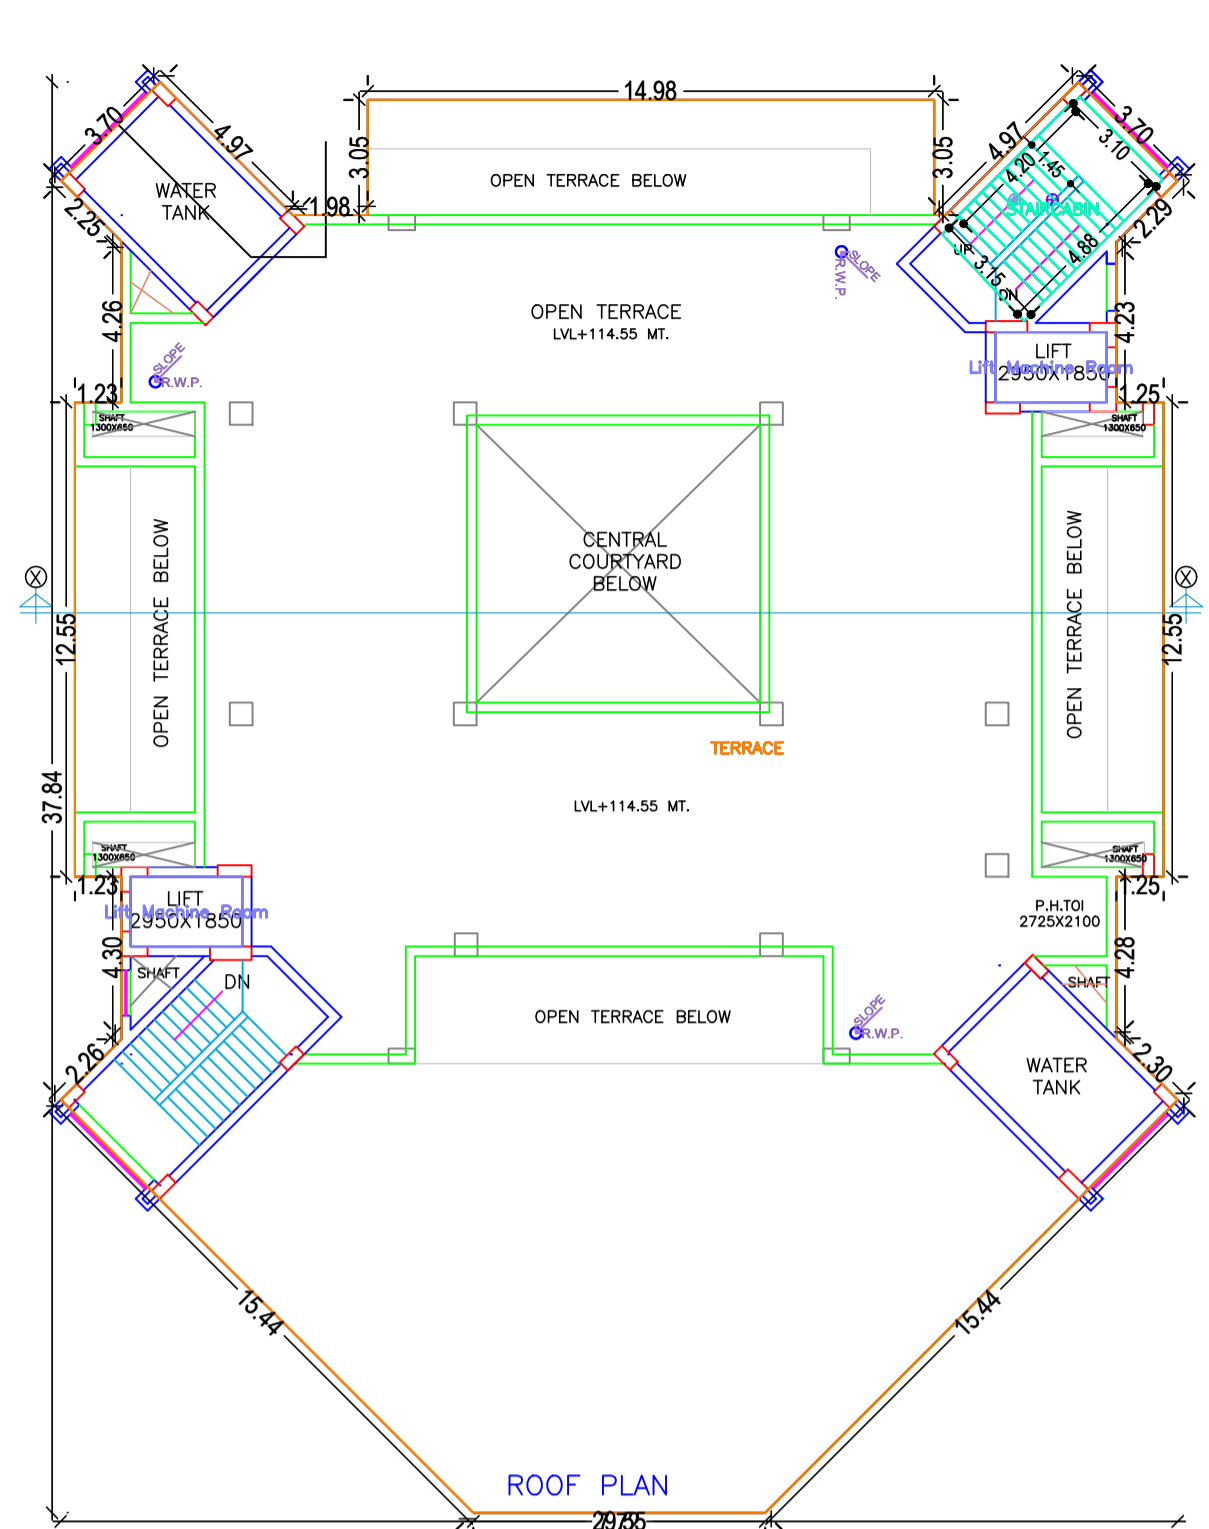 14.98
3.70
4.97
3.05
OPEN TERRACE BELOW
3.05
4.97
3.70
3.10
4.20
1.45
WATER
TANK
2.25
1.98
STAIRCABIN
2.29
UP
3.15
4.88
DN
SLOPE
R.W.P.
OPEN TERRACE
LVL+114.55 MT.
4.26
4.23
SLOPE
R.W.P.
LIFT
2950X1850
Lift Machine Room
1.23
1.25
SHAFT
1300X650
SHAFT
1300X650
CENTRAL
COURTYARD
BELOW
OPEN TERRACE BELOW
OPEN TERRACE BELOW
X
X
12.55
12.55
37.84
TERRACE
LVL+114.55 MT.
SHAFT
1300X650
SHAFT
1300X650
1.23
1.25
LIFT
2950X1850
Lift Machine Room
P.H.TOI
2725X2100
4.30
4.28
SHAFT
DN
SHAFT
OPEN TERRACE BELOW
SLOPE
R.W.P.
2.26
2.30
WATER
TANK
15.44
15.44
ROOF PLAN